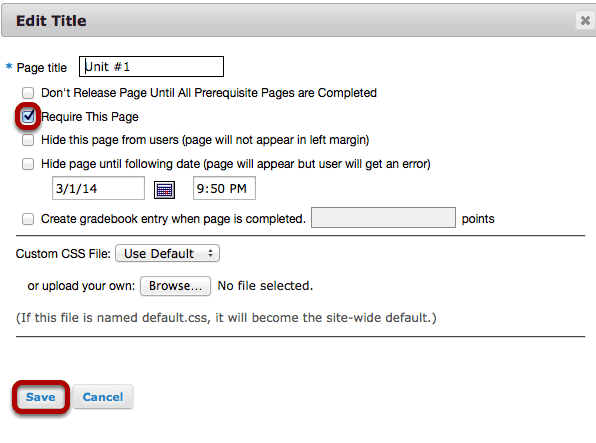 Edit Title
* Page title Unit #1
Don't Release Page Until All Prerequisite Pages are Completed
Require This Page
Hide this page from users (page will not appear in left margin)
Hide page until following date (page will appear but user will get an error)
3/1/14 9:50 PM
Create gradebook entry when page is completed. points
Custom CSS File: Use Default
or upload your own: Browse... No file selected.
(If this file is named default.css, it will become the site-wide default.)
Save Cancel